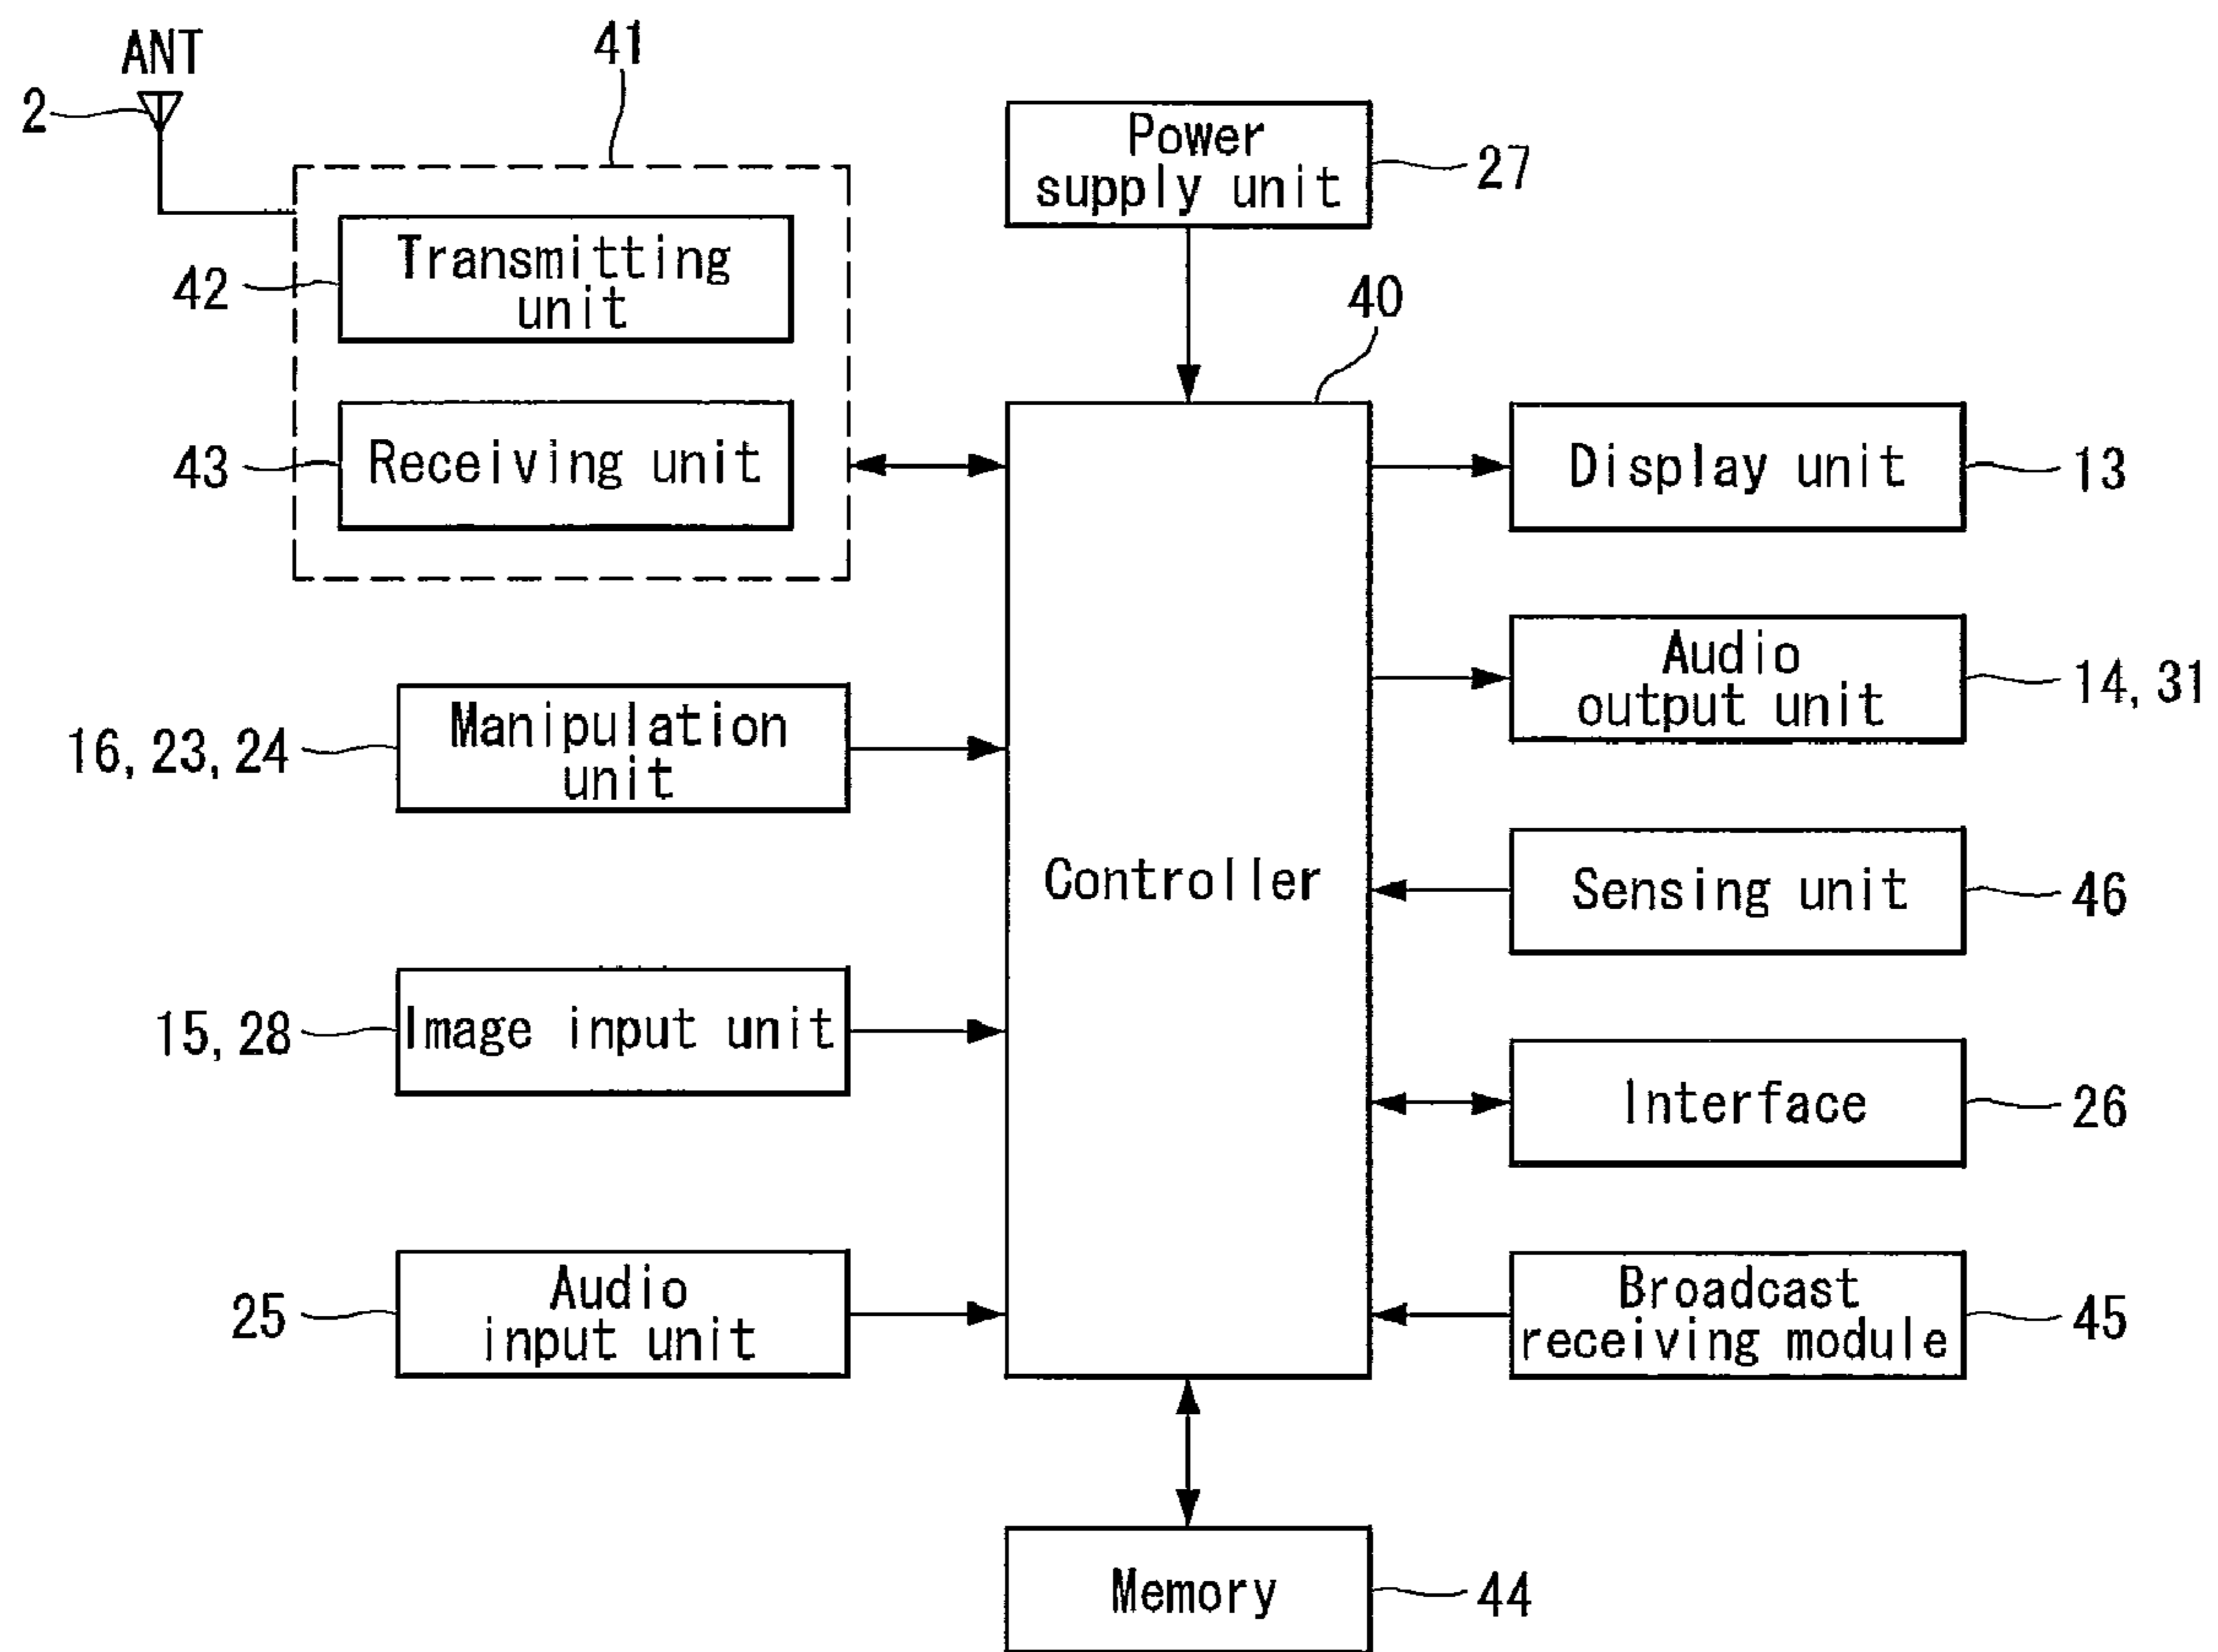 ANT
2
41
Transmitting
unit
42
Receiving unit
43
Power
supply unit
27
40
Controller
Manipulation
unit
16, 23, 24
Image input unit
15, 28
Audio
input unit
25
Display unit
13
Audio
output unit
14, 31
Sensing unit
46
Interface
26
Broadcast
receiving module
45
Memory
44